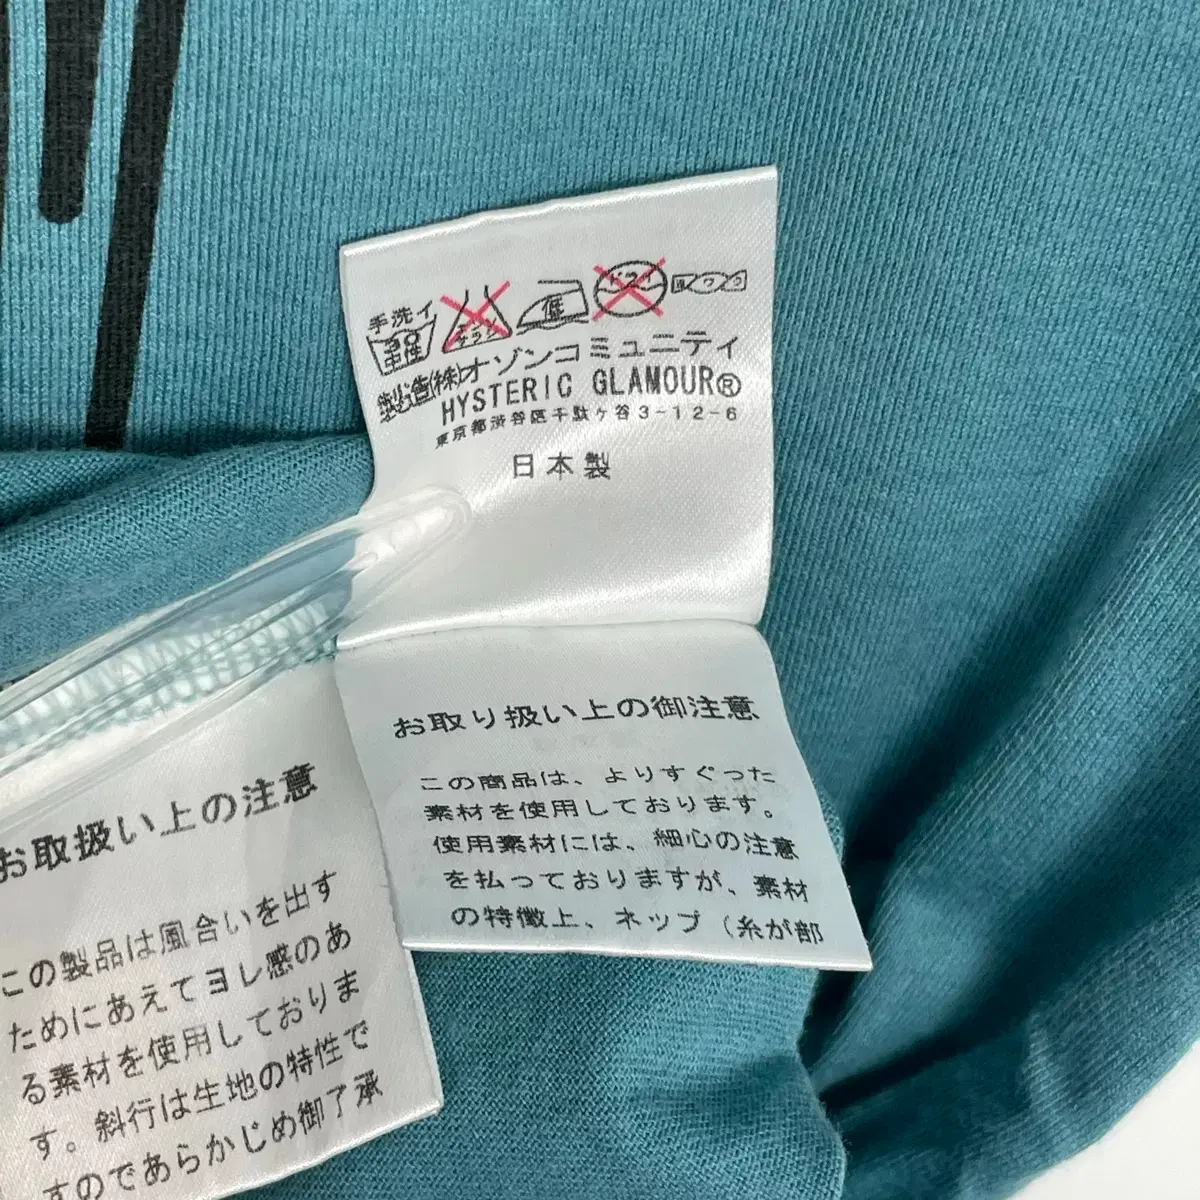 手洗イ
30
中性
エンソ
サラシ
低
ドライ
製造(株)オゾンコミュニティ
HYSTERIC GLAMOUR®
東京都渋谷区千駄ケ谷3-12-6
日本製
お取り扱い上の御注意
この商品は、よりすぐった
素材を使用しております。
使用素材には、細心の注意
を払っておりますが、素材
の特徴上、ネップ(糸が部
お取扱い上の注意
この製品は風合いを出す
ためにあえてヨレ感のあ
る素材を使用しておりま
す。斜行は生地の特性で
すのであらかじめ御了承